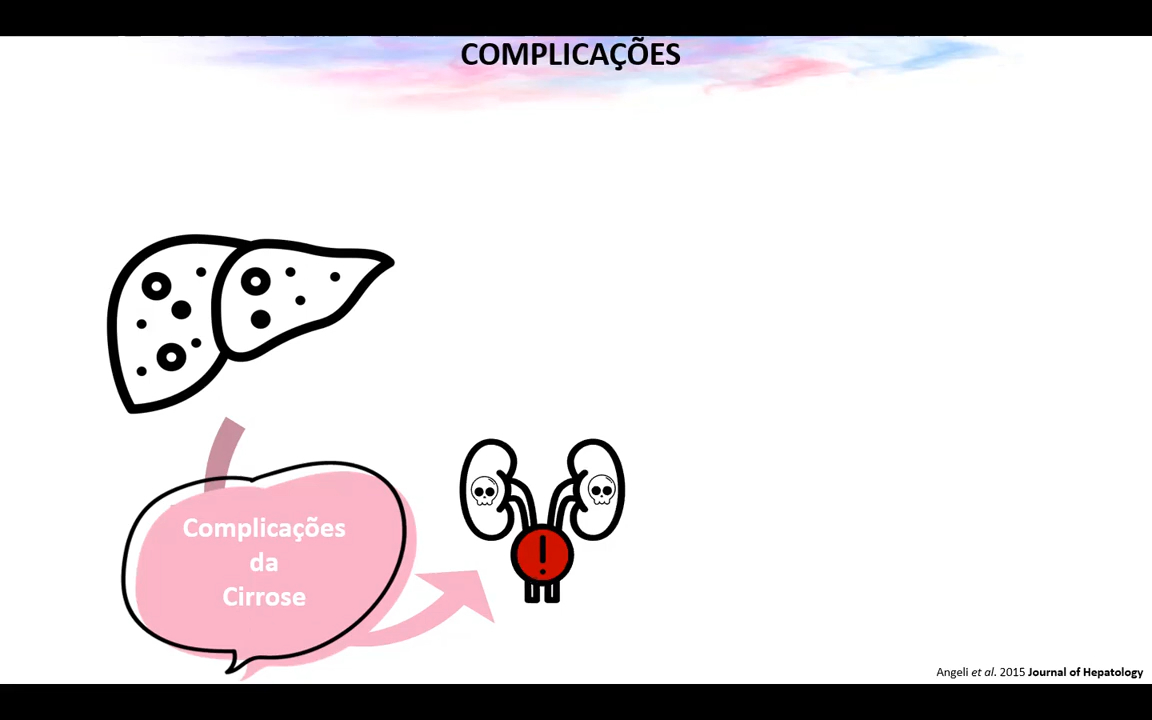 COMPLICAÇÕES
Complicações
da
Cirrose
!
Angeli et al. 2015 Journal of Hepatology